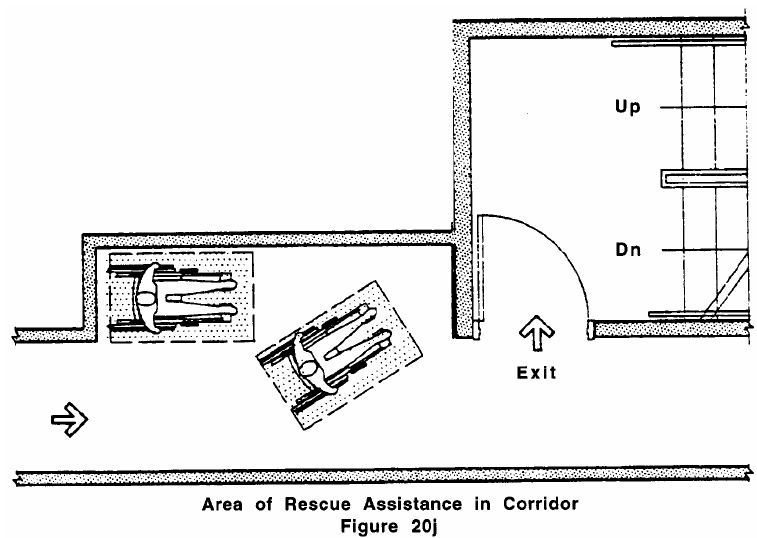 Up
Dn
Exit
Area of Rescue Assistance in Corridor
Figure 20j